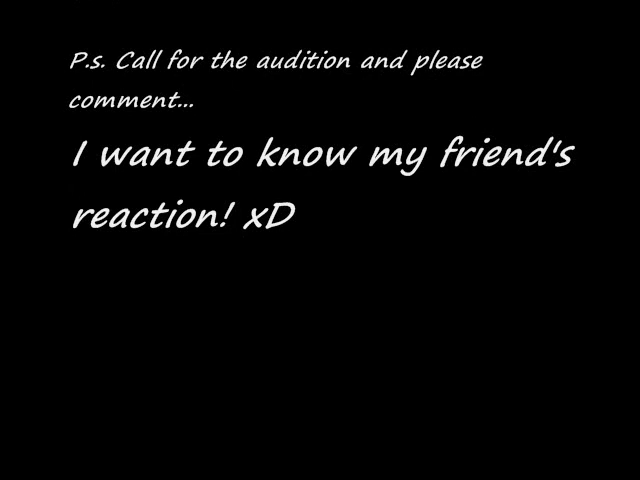 P.s. Call for the audition and please
comment...
I want to know my friend's
reaction! xD